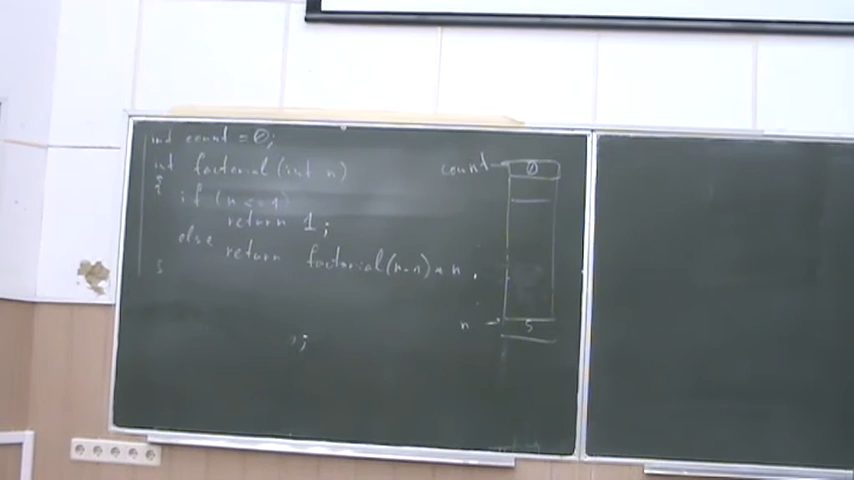 int count = 0;
int factorial (int n)
{
if (n <= 1)
return 1;
else
return factorial(n-1) * n
}
;
count
0
n
5